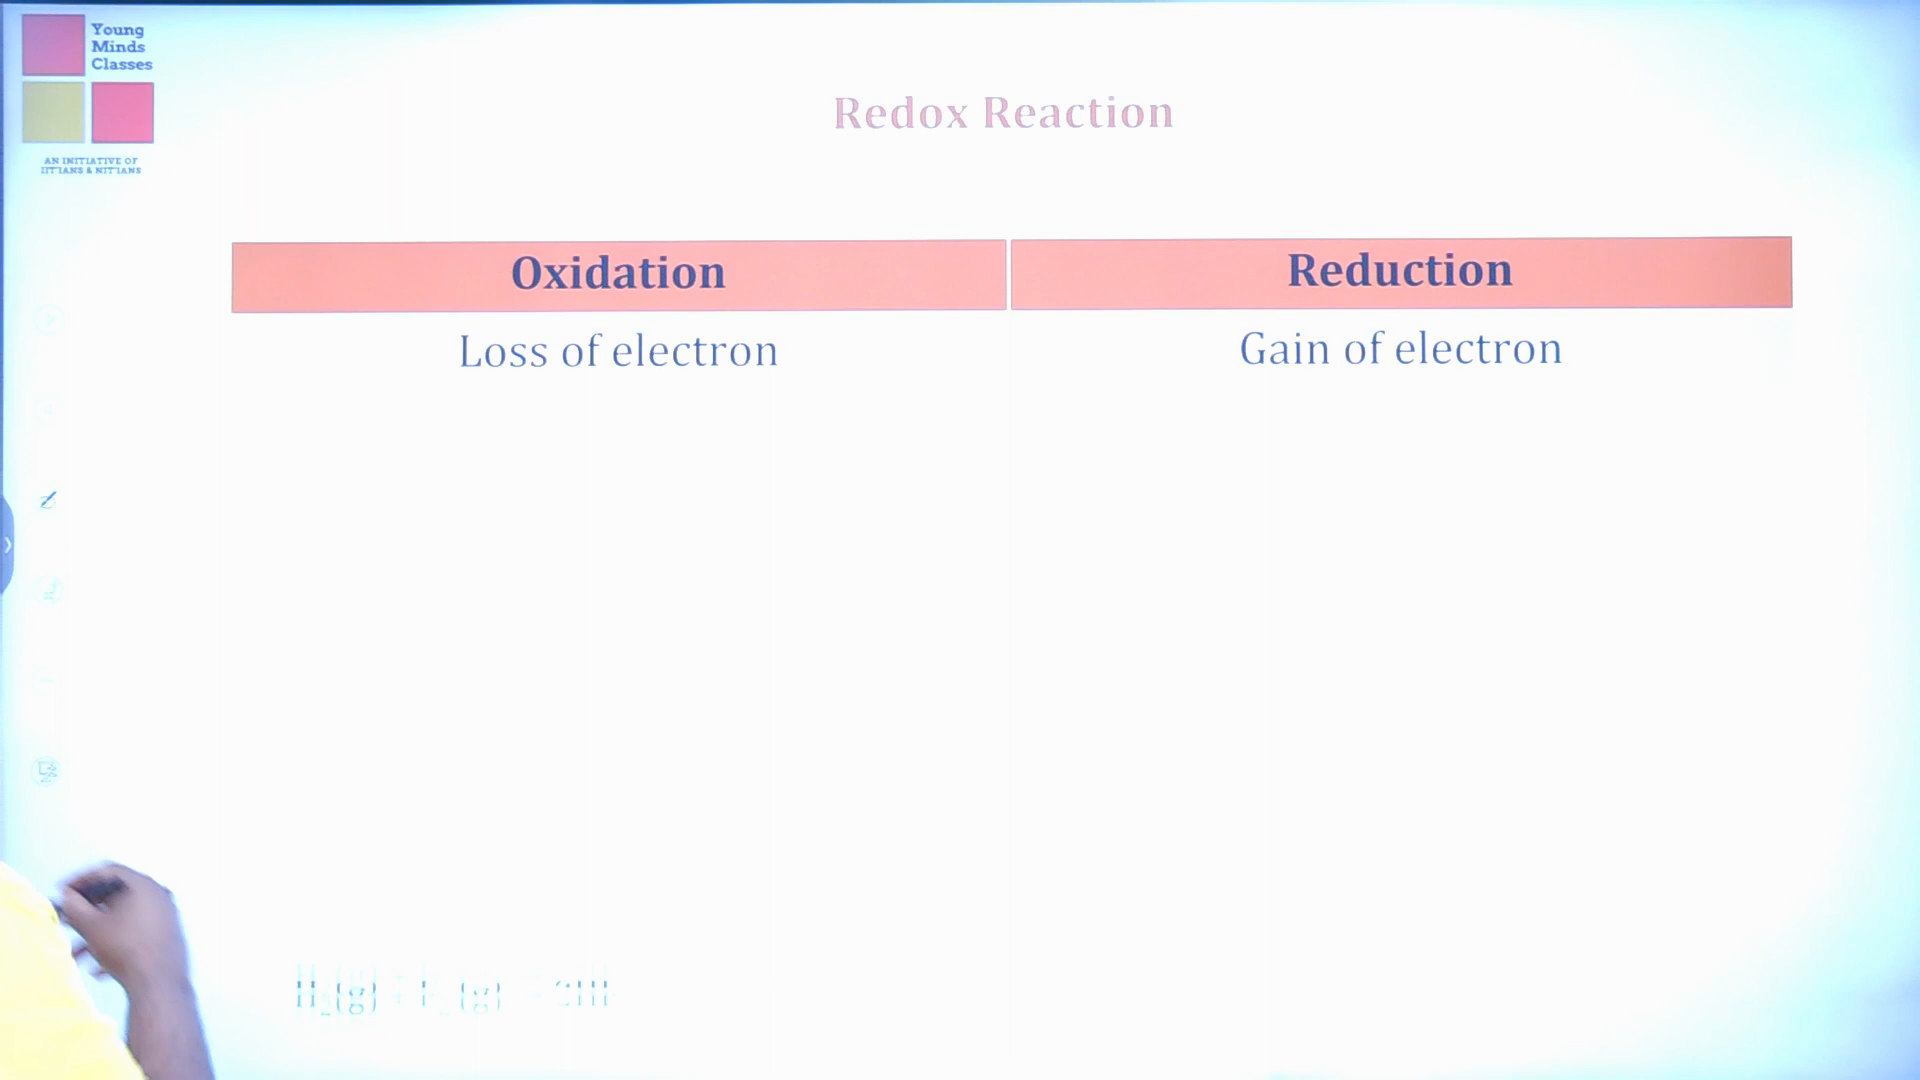 Young
Minds
Classes
AN INITIATIVE OF
IIT'IANS & NIT'IANS
Redox Reaction
Oxidation
Reduction
Loss of electron
Gain of electron